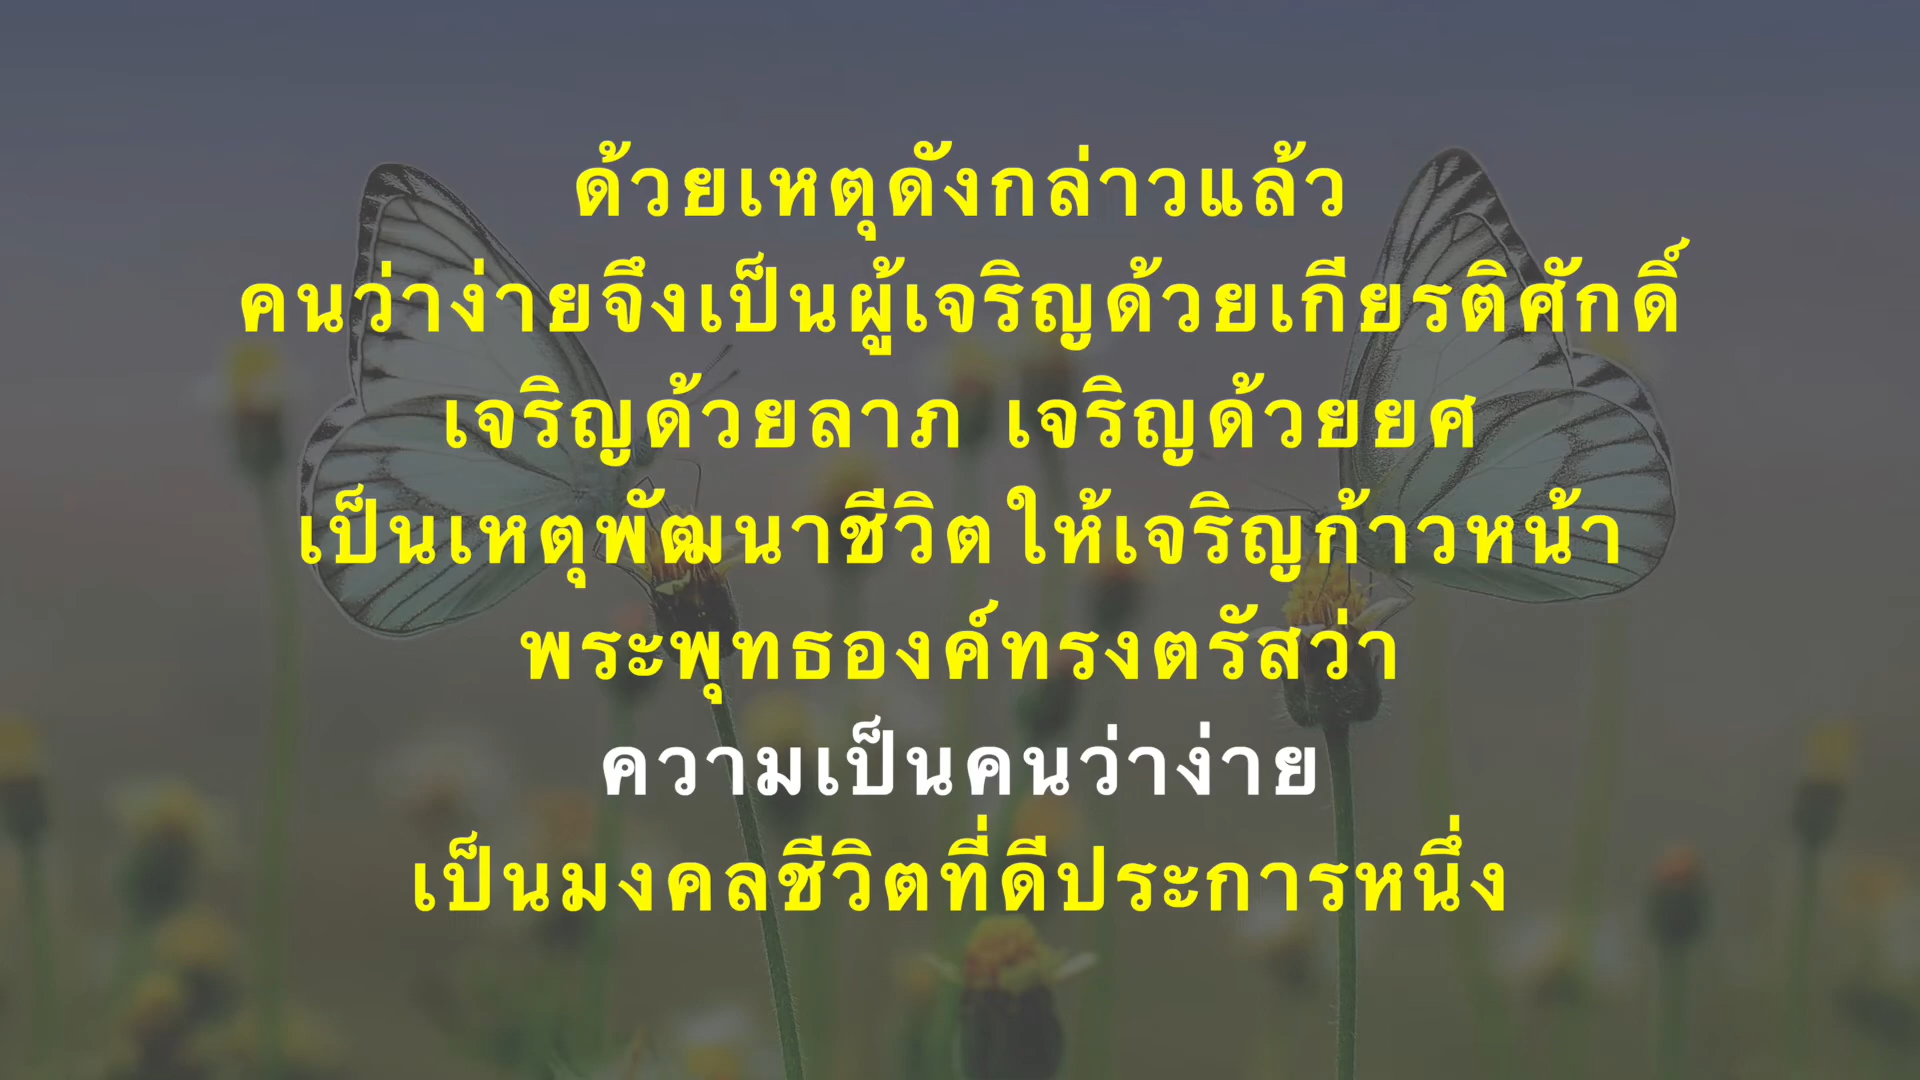 ด้วยเหตุดังกล่าวแล้ว
คนว่าง่ายจึงเป็นผู้เจริญด้วยเกียรติศักดิ์
เจริญด้วยลาภ เจริญด้วยยศ
เป็นเหตุพัฒนาชีวิต ให้เจริญก้าวหน้า
พระพุทธองค์ทรงตรัสว่า
ความเป็นคนว่าง่าย
เป็นมงคลชีวิตที่ดีประการหนึ่ง